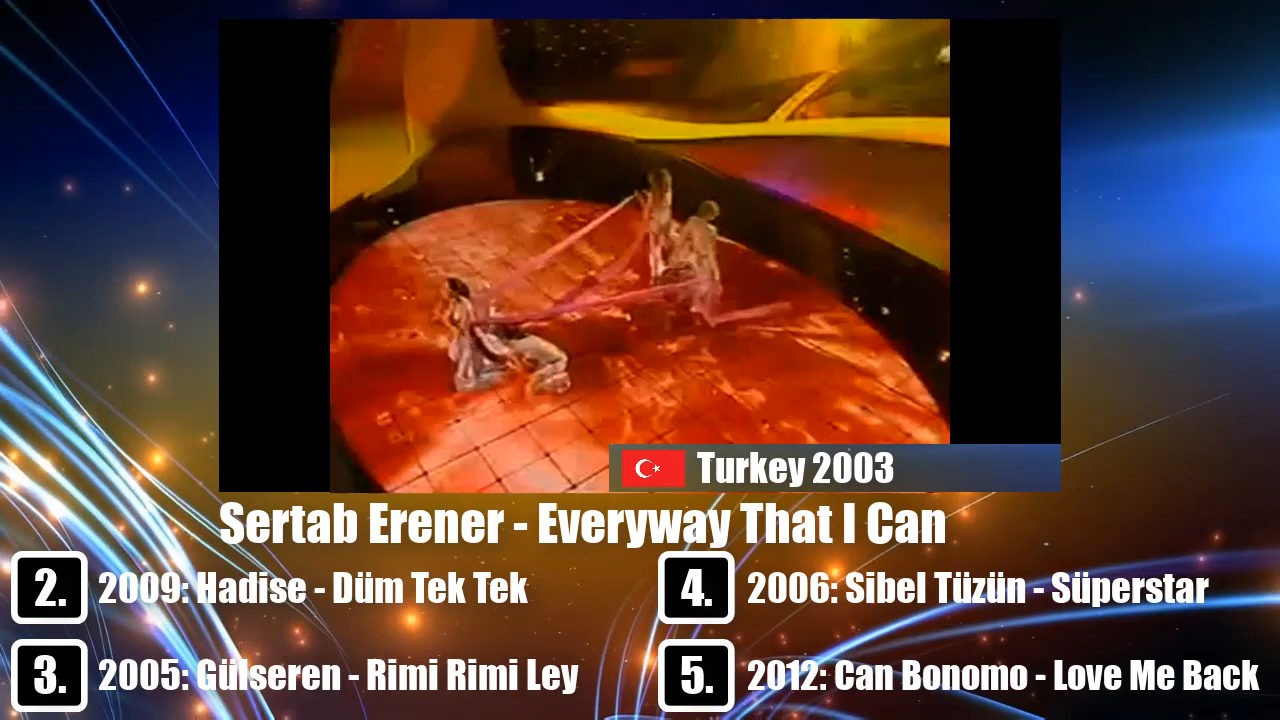 Turkey 2003
Sertab Erener - Everyway That I Can
2. 2009: Hadise - Düm Tek Tek
3. 2005: Gülseren - Rimi Rimi Ley
4. 2006: Sibel Tüzün - Süperstar
5. 2012: Can Bonomo - Love Me Back